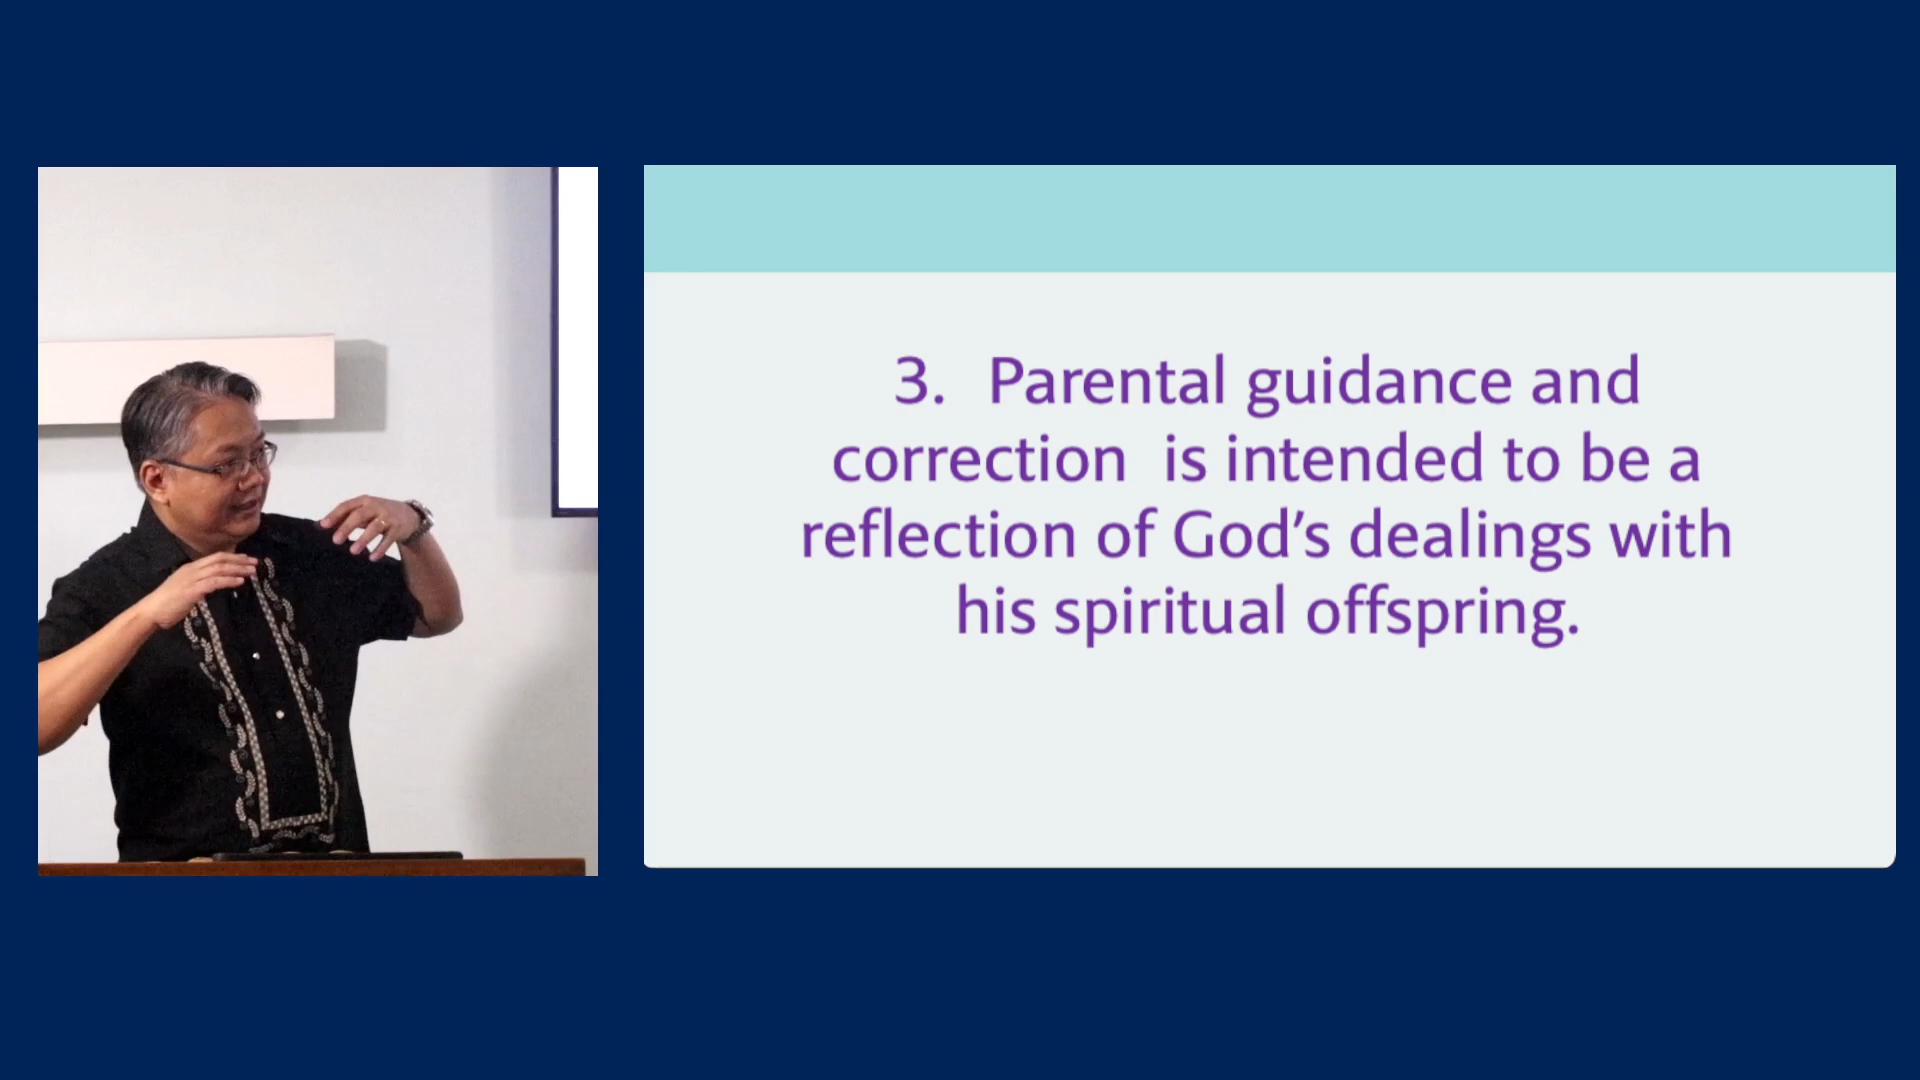 3. Parental guidance and
correction is intended to be a
reflection of God's dealings with
his spiritual offspring.